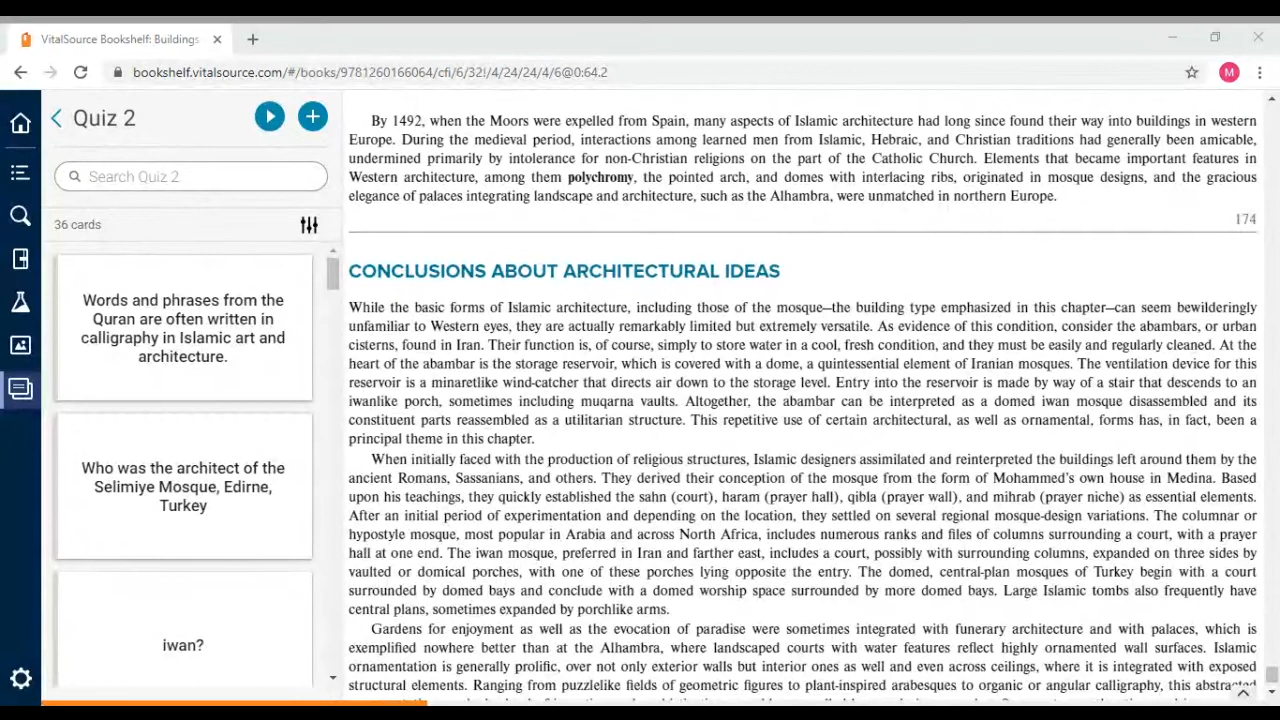 VitalSource Bookshelf: Buildings
bookshelf.vitalsource.com/#/books/9781260166064/cfi/6/32!/4/24/24/4/6@0:64.2
M
Quiz 2
Search Quiz 2
36 cards
Words and phrases from the
Quran are often written in
calligraphy in Islamic art and
architecture.
Who was the architect of the
Selimiye Mosque, Edirne,
Turkey
iwan?
By 1492, when the Moors were expelled from Spain, many aspects of Islamic architecture had long since found their way into buildings in western
Europe. During the medieval period, interactions among learned men from Islamic, Hebraic, and Christian traditions had generally been amicable,
undermined primarily by intolerance for non-Christian religions on the part of the Catholic Church. Elements that became important features in
Western architecture, among them polychromy, the pointed arch, and domes with interlacing ribs, originated in mosque designs, and the gracious
elegance of palaces integrating landscape and architecture, such as the Alhambra, were unmatched in northern Europe.
174
CONCLUSIONS ABOUT ARCHITECTURAL IDEAS
While the basic forms of Islamic architecture, including those of the mosque—the building type emphasized in this chapter—can seem bewilderingly
unfamiliar to Western eyes, they are actually remarkably limited but extremely versatile. As evidence of this condition, consider the abambars, or urban
cisterns, found in Iran. Their function is, of course, simply to store water in a cool, fresh condition, and they must be easily and regularly cleaned. At the
heart of the abambar is the storage reservoir, which is covered with a dome, a quintessential element of Iranian mosques. The ventilation device for this
reservoir is a minaretlike wind-catcher that directs air down to the storage level. Entry into the reservoir is made by way of a stair that descends to an
iwanlike porch, sometimes including muqarna vaults. Altogether, the abambar can be interpreted as a domed iwan mosque disassembled and its
constituent parts reassembled as a utilitarian structure. This repetitive use of certain architectural, as well as ornamental, forms has, in fact, been a
principal theme in this chapter.
When initially faced with the production of religious structures, Islamic designers assimilated and reinterpreted the buildings left around them by the
ancient Romans, Sassanians, and others. They derived their conception of the mosque from the form of Mohammed's own house in Medina. Based
upon his teachings, they quickly established the sahn (court), haram (prayer hall), qibla (prayer wall), and mihrab (prayer niche) as essential elements.
After an initial period of experimentation and depending on the location, they settled on several regional mosque-design variations. The columnar or
hypostyle mosque, most popular in Arabia and across North Africa, includes numerous ranks and files of columns surrounding a court, with a prayer
hall at one end. The iwan mosque, preferred in Iran and farther east, includes a court, possibly with surrounding columns, expanded on three sides by
vaulted or domical porches, with one of these porches lying opposite the entry. The domed, central-plan mosques of Turkey begin with a court
surrounded by domed bays and conclude with a domed worship space surrounded by more domed bays. Large Islamic tombs also frequently have
central plans, sometimes expanded by porchlike arms.
Gardens for enjoyment as well as the evocation of paradise were sometimes integrated with funerary architecture and with palaces, which is
exemplified nowhere better than at the Alhambra, where landscaped courts with water features reflect highly ornamented wall surfaces. Islamic
ornamentation is generally prolific, over not only exterior walls but interior ones as well and even across ceilings, where it is integrated with exposed
structural elements. Ranging from puzzlelike fields of geometric figures to plant-inspired arabesques to organic or angular calligraphy, this abstracted